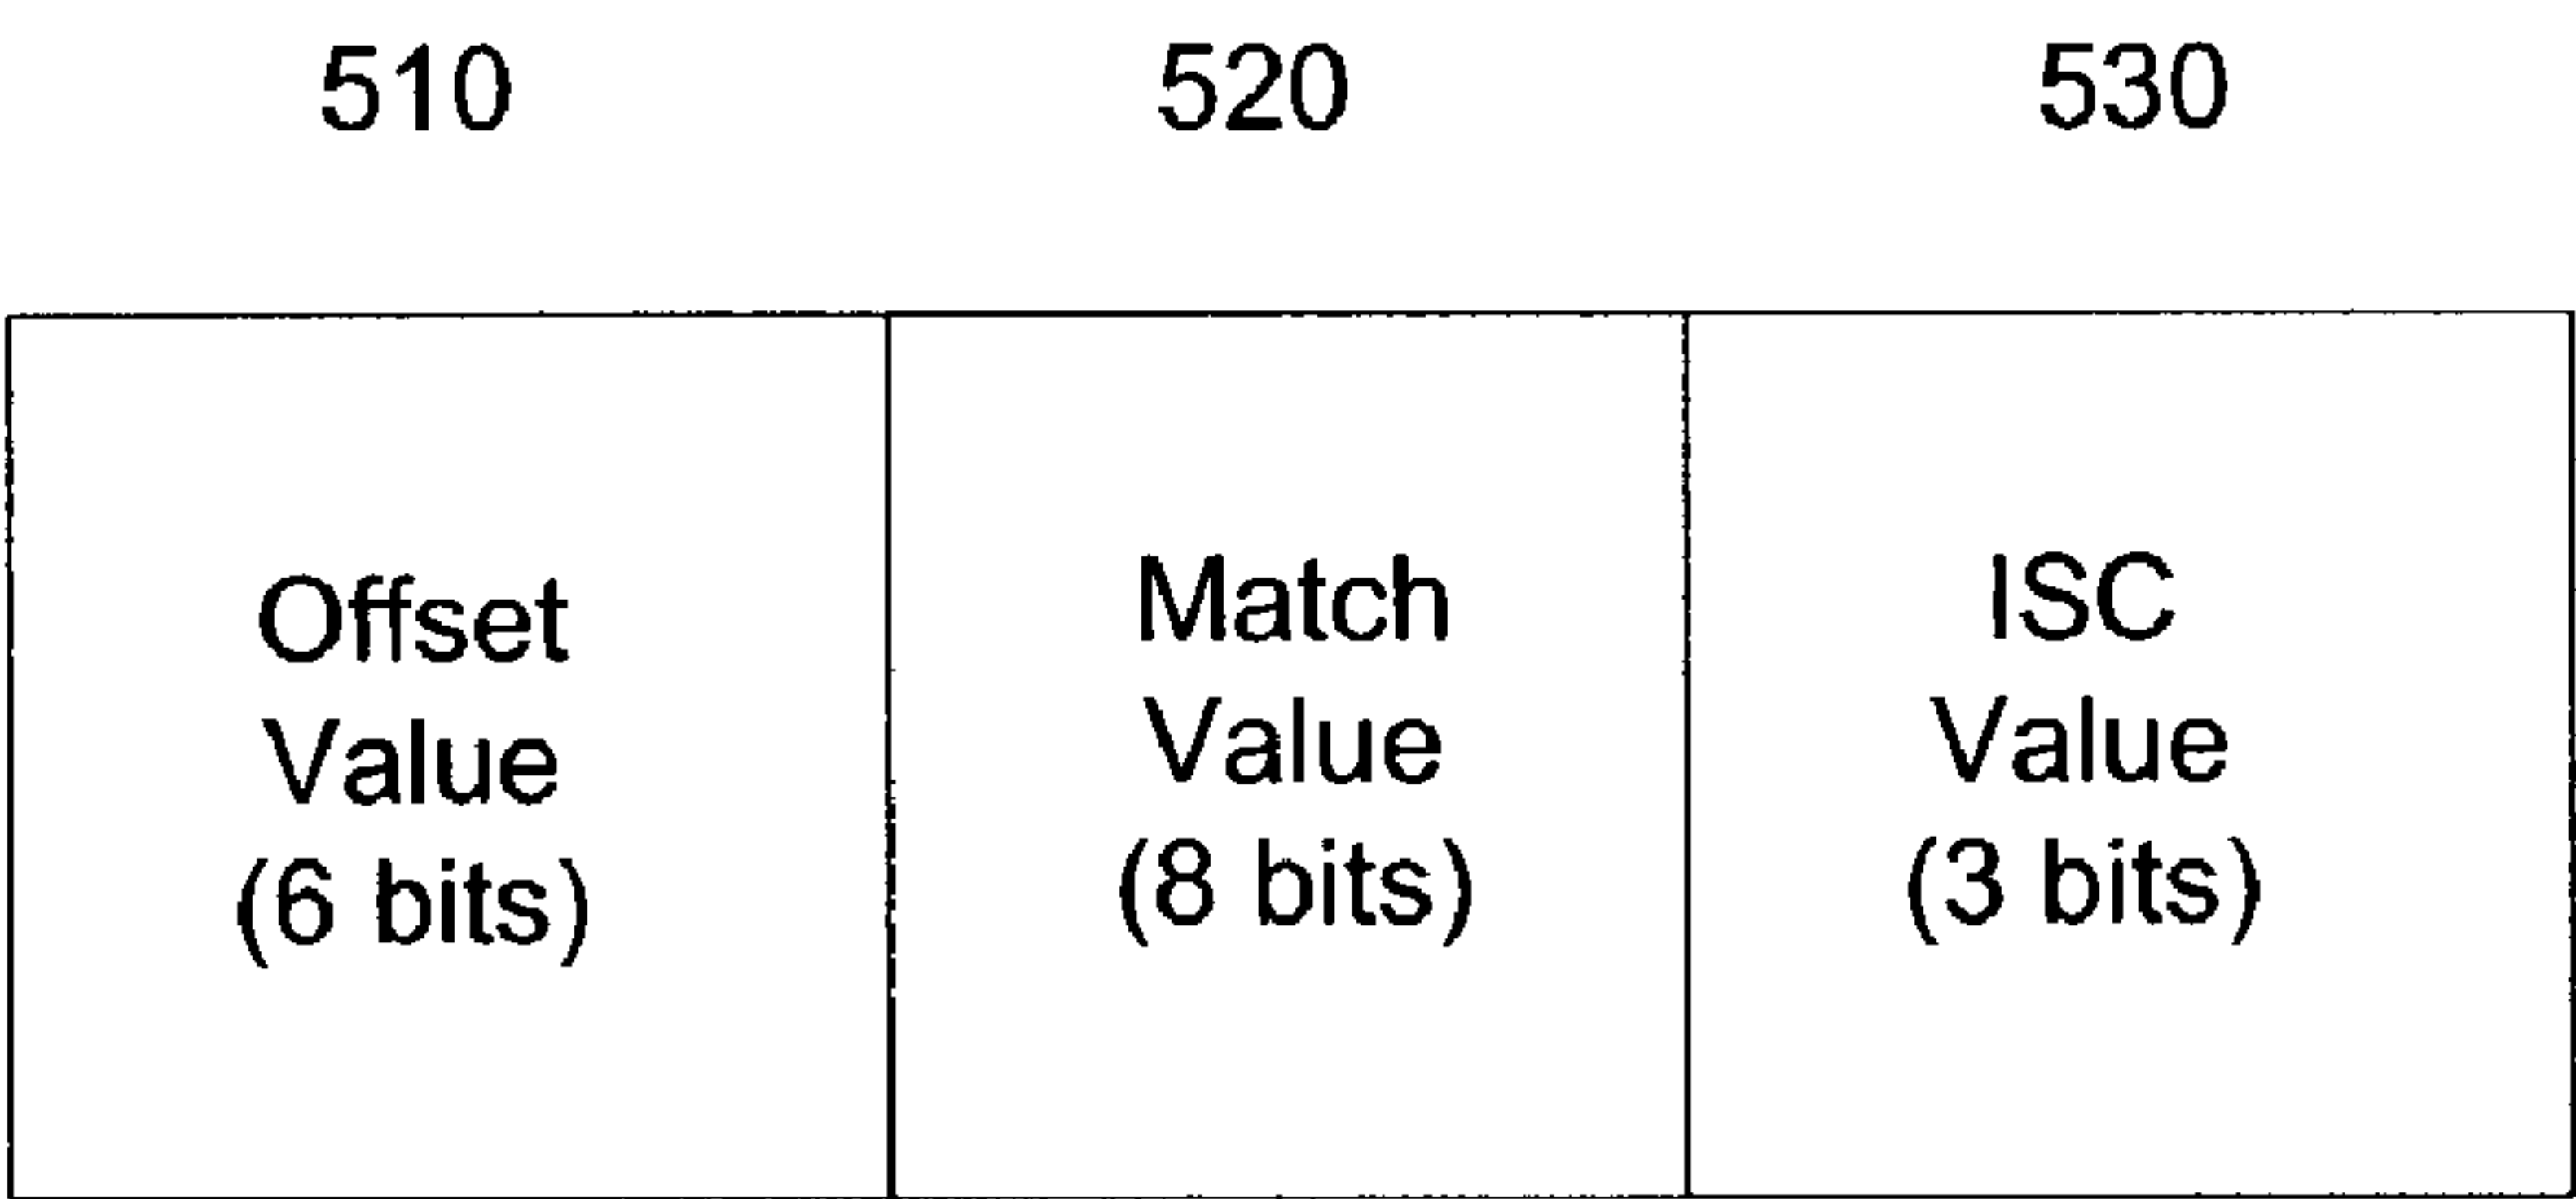 510 520 530
Offset
Value
(6 bits)
Match
Value
(8 bits)
ISC
Value
(3 bits)